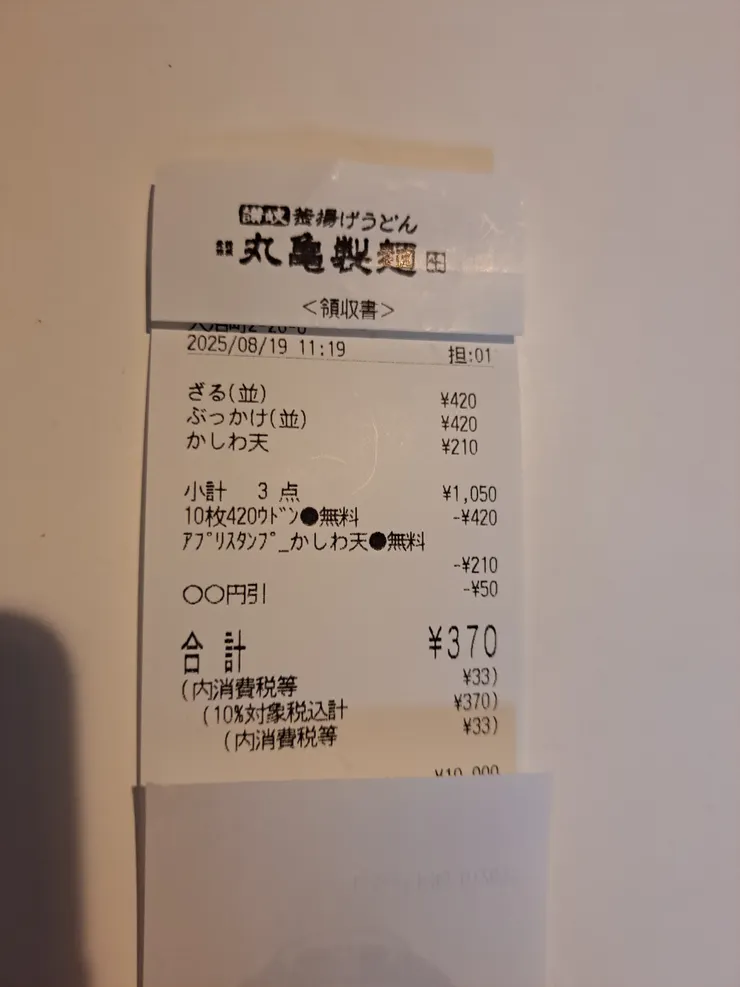 讃岐釜揚げうどん
丸亀製麺
<領収書>
2025/08/19 11:19 担:01
ざる(並) ¥420
ぶっかけ(並) ¥420
かしわ天 ¥210
小計 3 点 ¥1,050
10枚420ｳﾄﾞﾝ●無料 -¥420
ｱﾌﾟﾘｽﾀﾝﾌﾟ_かしわ天●無料
-¥210
○○円引 -¥50
合計 ¥370
(内消費税等 ¥33)
(10%対象税込計 ¥370)
(内消費税等 ¥33)
¥10,000